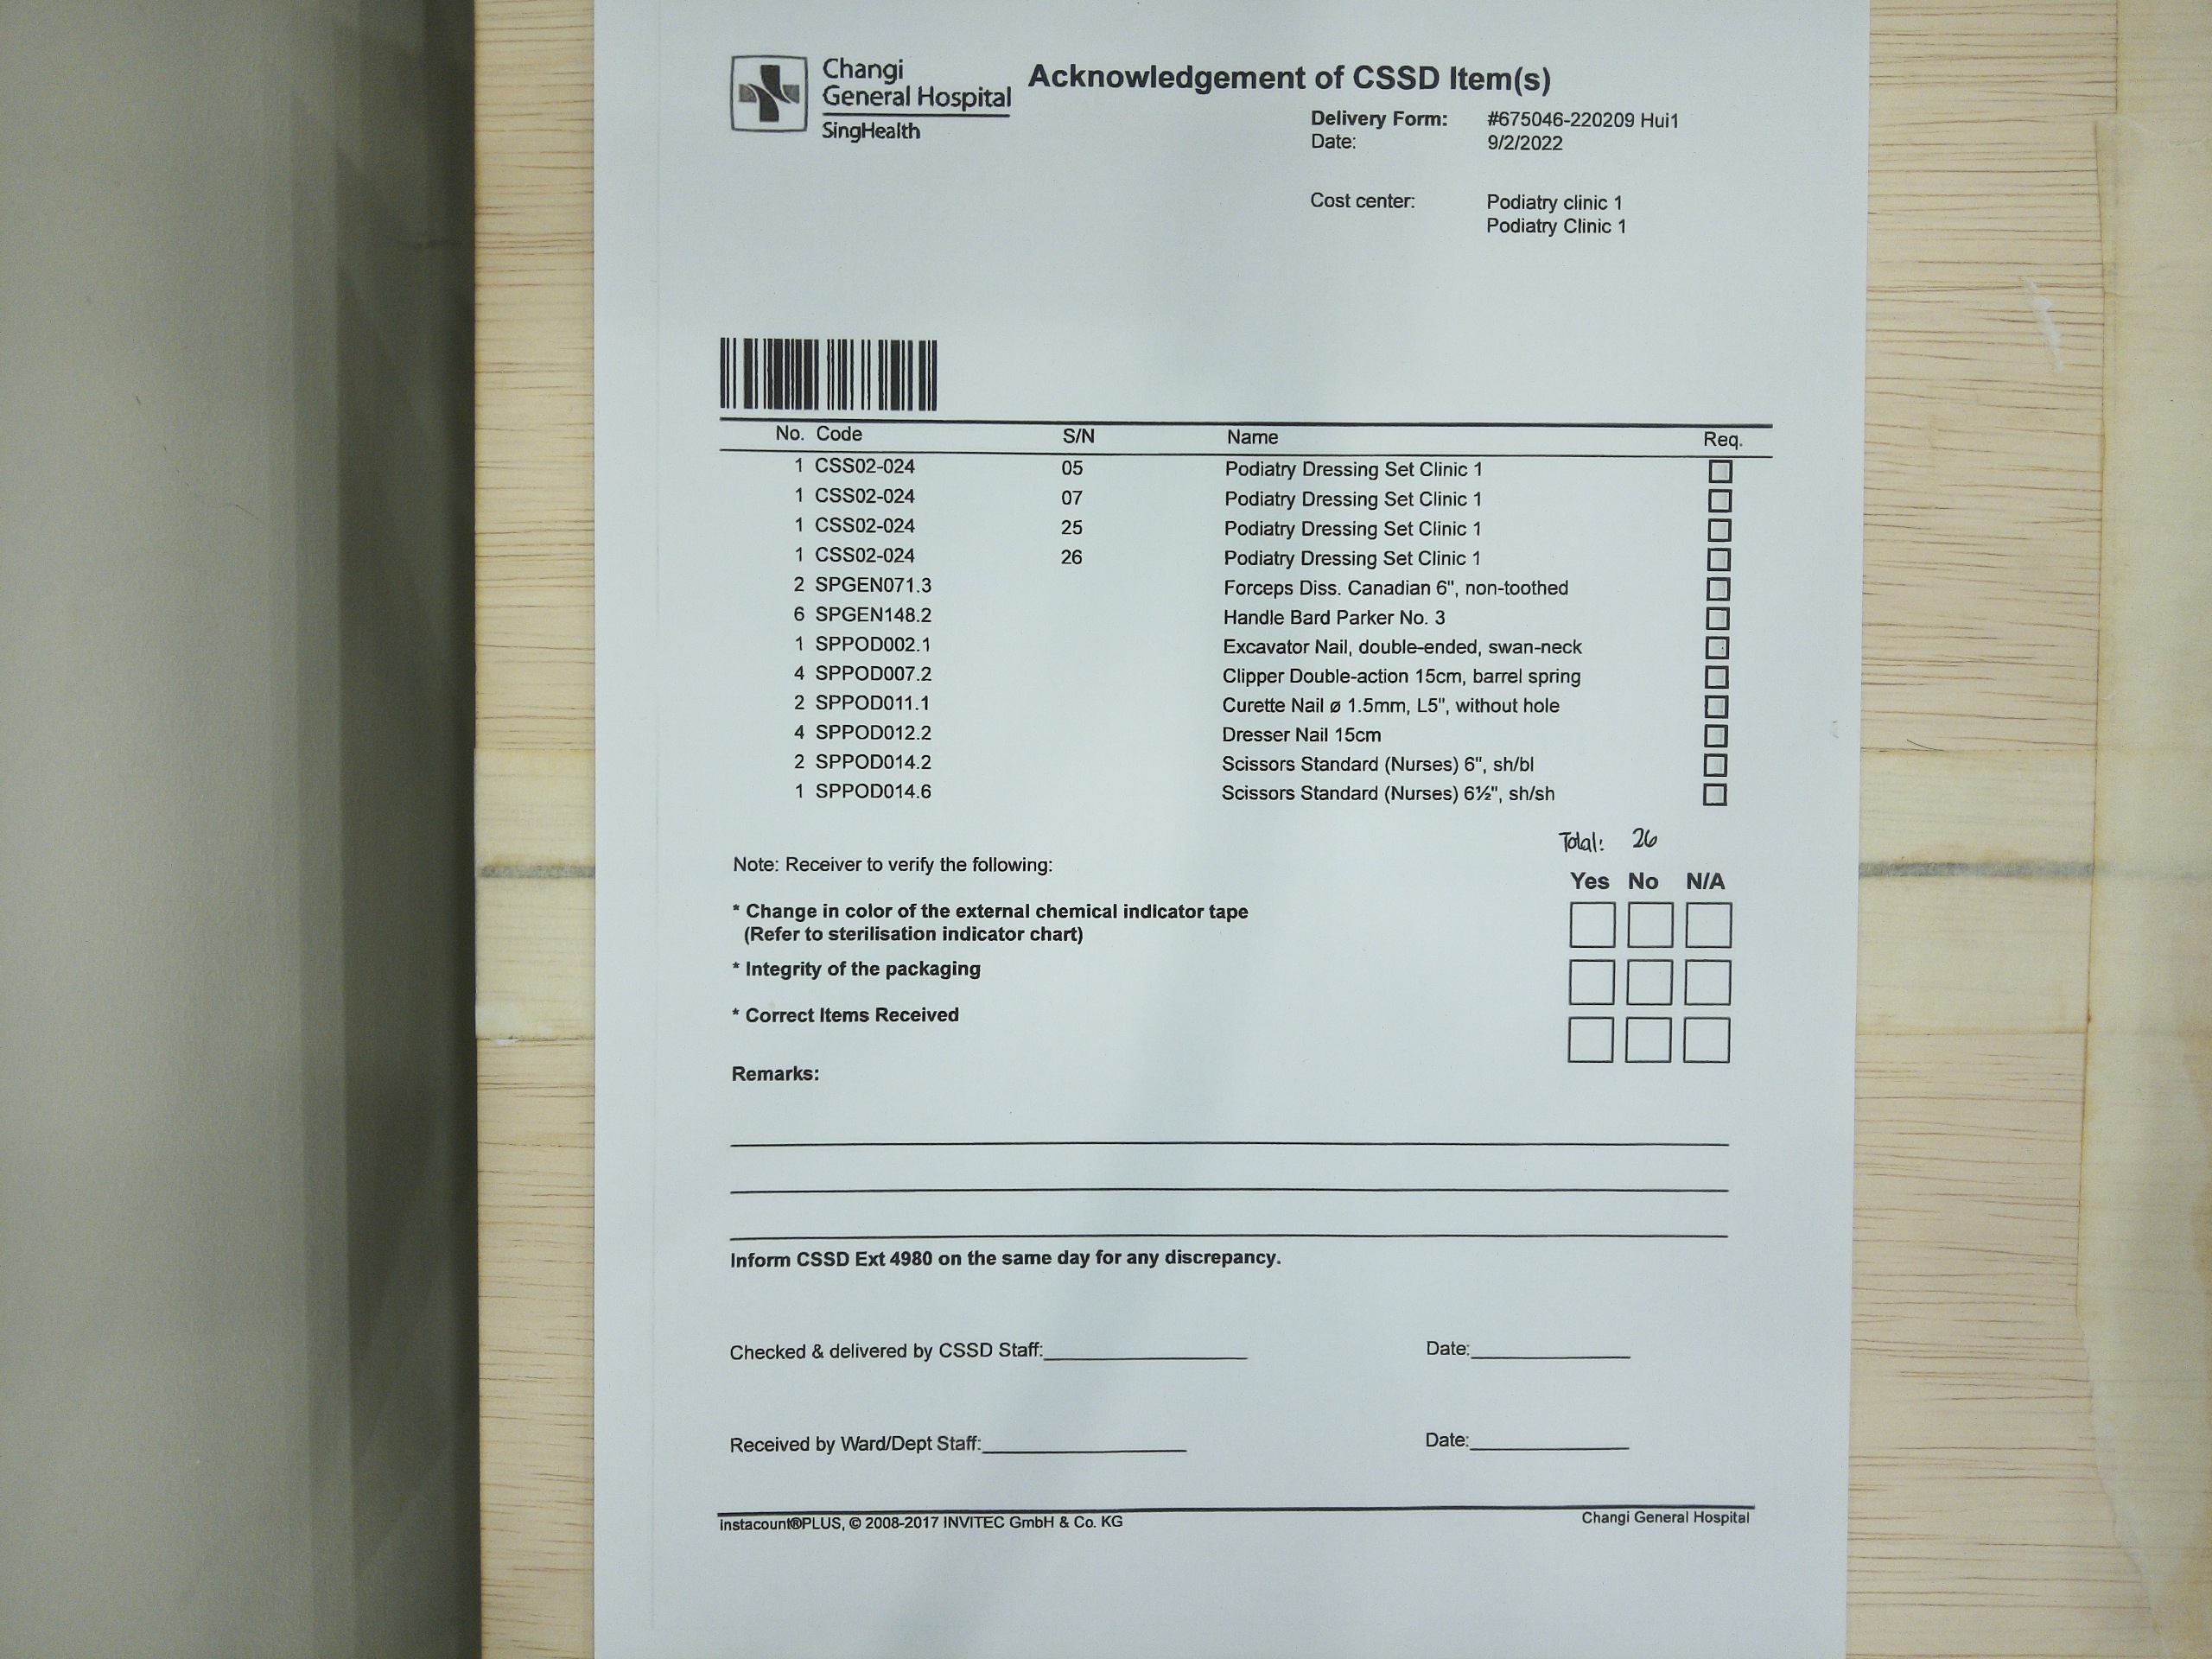 Changi
General Hospital
SingHealth
Acknowledgement of CSSD Item(s)
Delivery Form: #675046-220209 Hui1
Date: 9/2/2022
Cost center: Podiatry clinic 1
Podiatry Clinic 1
No. Code S/N Name Req.
1 CSS02-024 05 Podiatry Dressing Set Clinic 1
1 CSS02-024 07 Podiatry Dressing Set Clinic 1
1 CSS02-024 25 Podiatry Dressing Set Clinic 1
1 CSS02-024 26 Podiatry Dressing Set Clinic 1
2 SPGEN071.3 Forceps Diss. Canadian 6", non-toothed
6 SPGEN148.2 Handle Bard Parker No. 3
1 SPPOD002.1 Excavator Nail, double-ended, swan-neck
4 SPPOD007.2 Clipper Double-action 15cm, barrel spring
2 SPPOD011.1 Curette Nail ø 1.5mm, L5", without hole
4 SPPOD012.2 Dresser Nail 15cm
2 SPPOD014.2 Scissors Standard (Nurses) 6", sh/bl
1 SPPOD014.6 Scissors Standard (Nurses) 6½", sh/sh
Total: 26
Note: Receiver to verify the following:
Yes No N/A
* Change in color of the external chemical indicator tape
(Refer to sterilisation indicator chart)
* Integrity of the packaging
* Correct Items Received
Remarks:
Inform CSSD Ext 4980 on the same day for any discrepancy.
Checked & delivered by CSSD Staff: Date:
Received by Ward/Dept Staff: Date:
instacount®PLUS, © 2008-2017 INVITEC GmbH & Co. KG Changi General Hospital